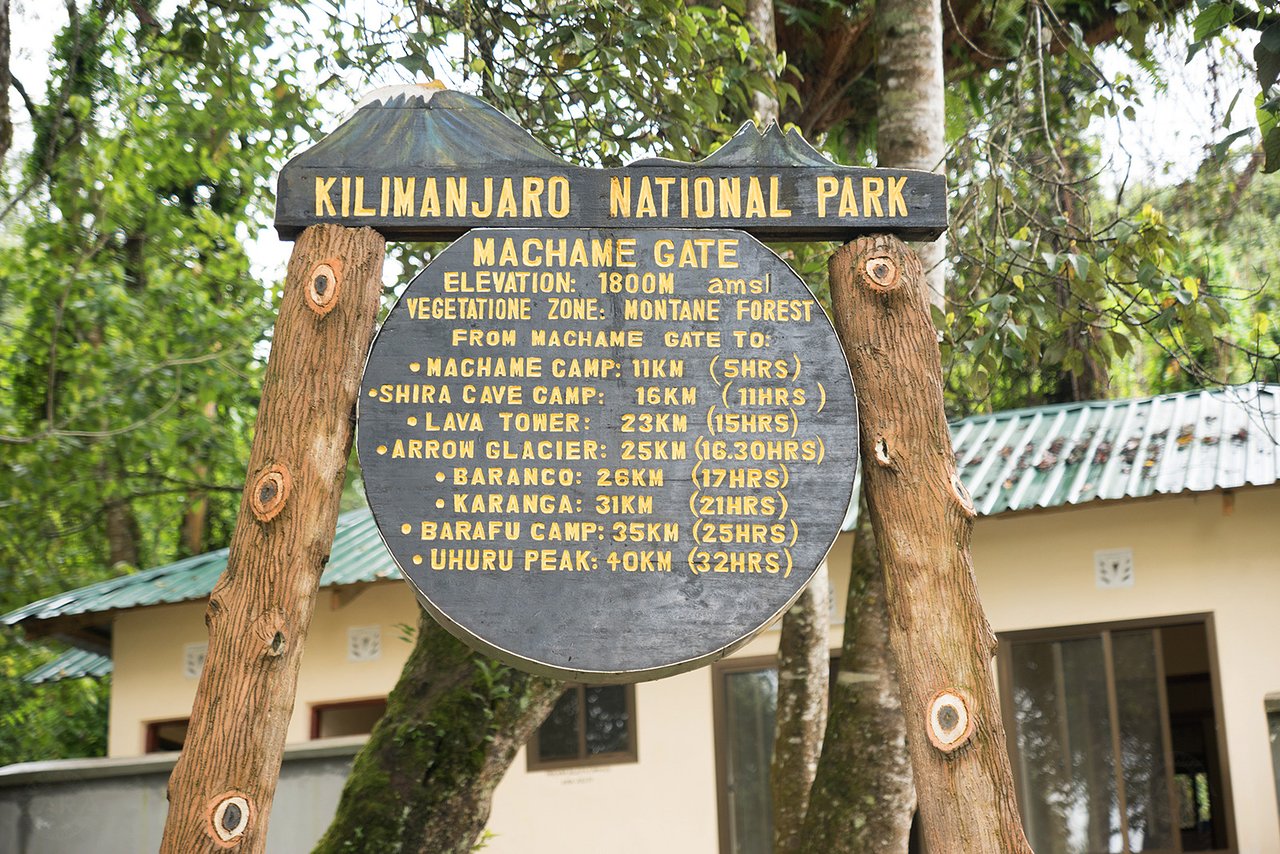 KILIMANJARO NATIONAL PARK
MACHAME GATE
ELEVATION: 1800M amsl
VEGETATIONE ZONE: MONTANE FOREST
FROM MACHAME GATE TO:
• MACHAME CAMP: 11KM (5HRS)
• SHIRA CAVE CAMP: 16KM (11HRS)
• LAVA TOWER: 23KM (15HRS)
• ARROW GLACIER: 25KM (16.30HRS)
• BARANCO: 26KM (17HRS)
• KARANGA: 31KM (21HRS)
• BARAFU CAMP: 35KM (25HRS)
• UHURU PEAK: 40KM (32HRS)